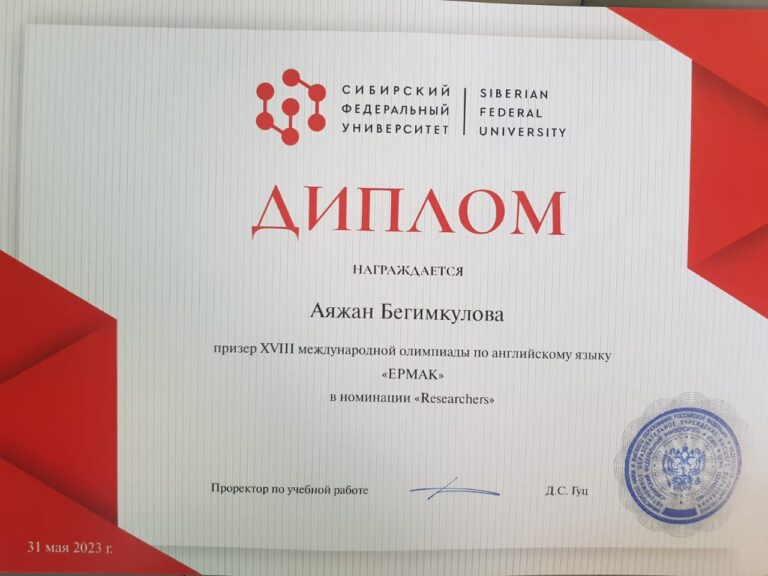 СИБИРСКИЙ
ФЕДЕРАЛЬНЫЙ
УНИВЕРСИТЕТ
SIBERIAN
FEDERAL
UNIVERSITY
ДИПЛОМ
НАГРАЖДАЕТСЯ
Аяжан Бегимкулова
призер XVIII международной олимпиады по английскому языку
«ЕРМАК»
в номинации «Researchers»
Проректор по учебной работе
Д.С. Гуц
31 мая 2023 г.